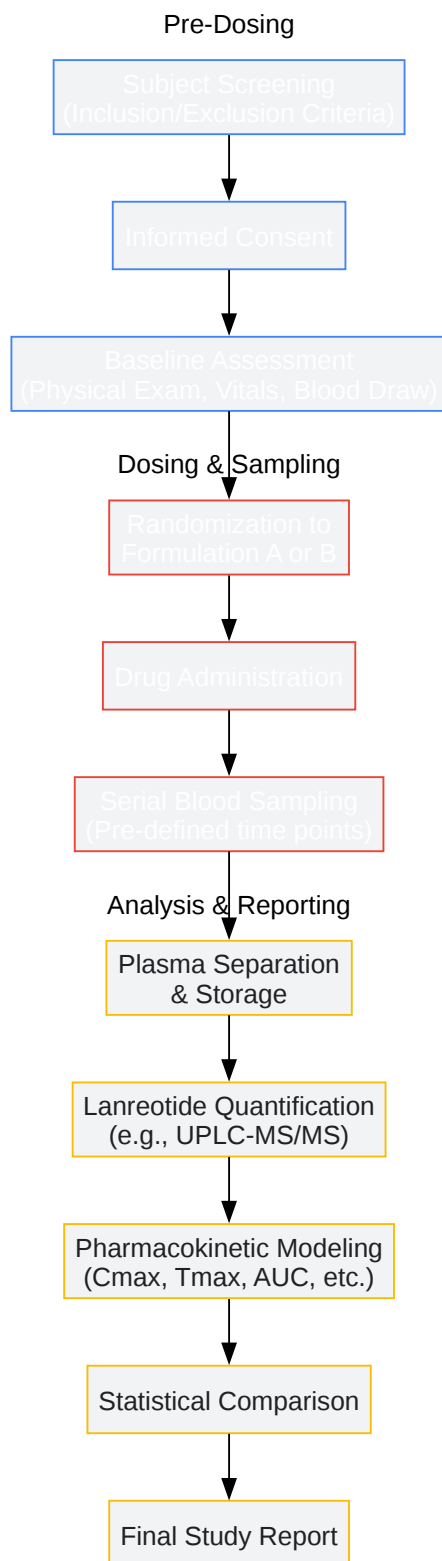 Pre-Dosing
Subject Screening
(Inclusion/Exclusion Criteria)
Informed Consent
Baseline Assessment
(Physical Exam, Vitals, Blood Draw)
Dosing & Sampling
Randomization to
Formulation A or B
Drug Administration
Serial Blood Sampling
(Pre-defined time points)
Analysis & Reporting
Plasma Separation
& Storage
Lanreotide Quantification
(e.g., UPLC-MS/MS)
Pharmacokinetic Modeling
(Cmax, Tmax, AUC, etc.)
Statistical Comparison
Final Study Report